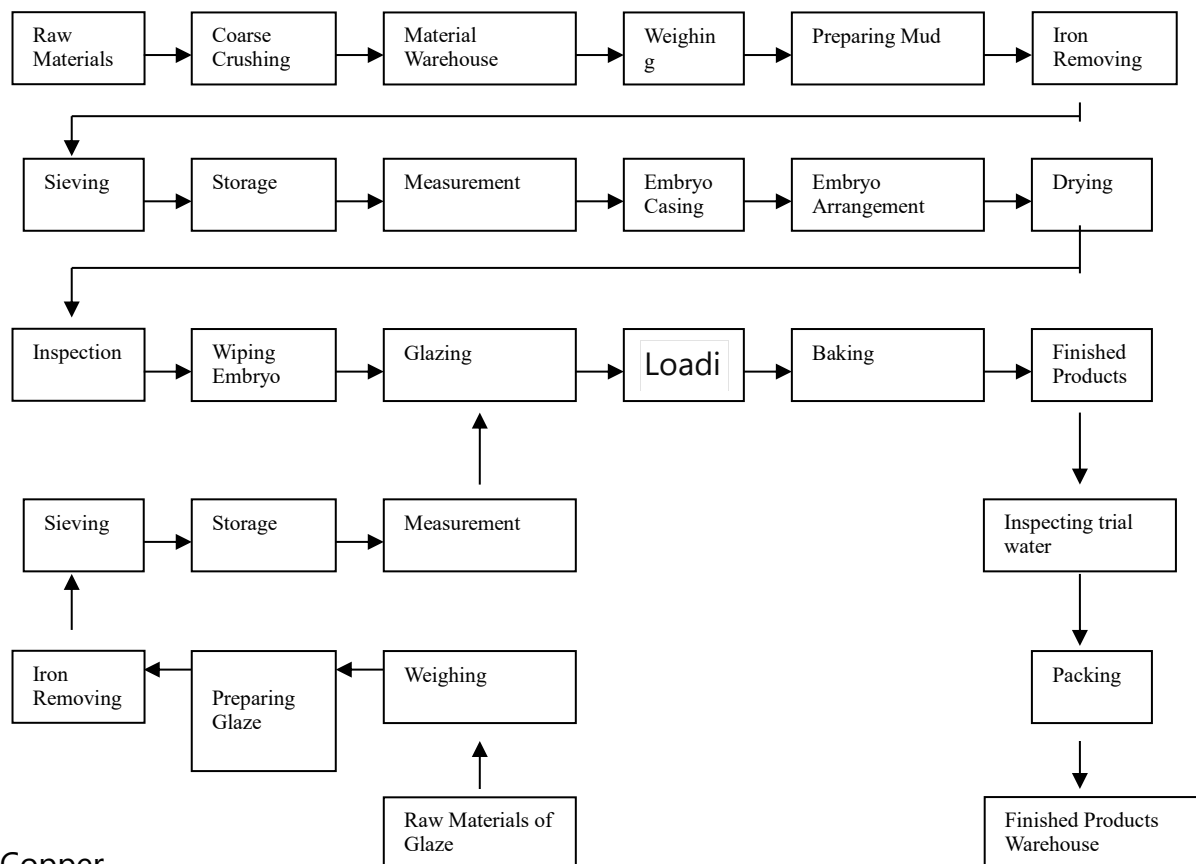 Raw
Materials
Coarse
Crushing
Material
Warehouse
Weighin
g
Preparing Mud
Iron
Removing
Sieving
Storage
Measurement
Embryo
Casing
Embryo
Arrangement
Drying
Inspection
Wiping
Embryo
Glazing
Loadi
Baking
Finished
Products
Sieving
Storage
Measurement
Inspecting trial
water
Iron
Removing
Preparing
Glaze
Weighing
Packing
Raw Materials of
Glaze
Finished Products
Warehouse
Copper